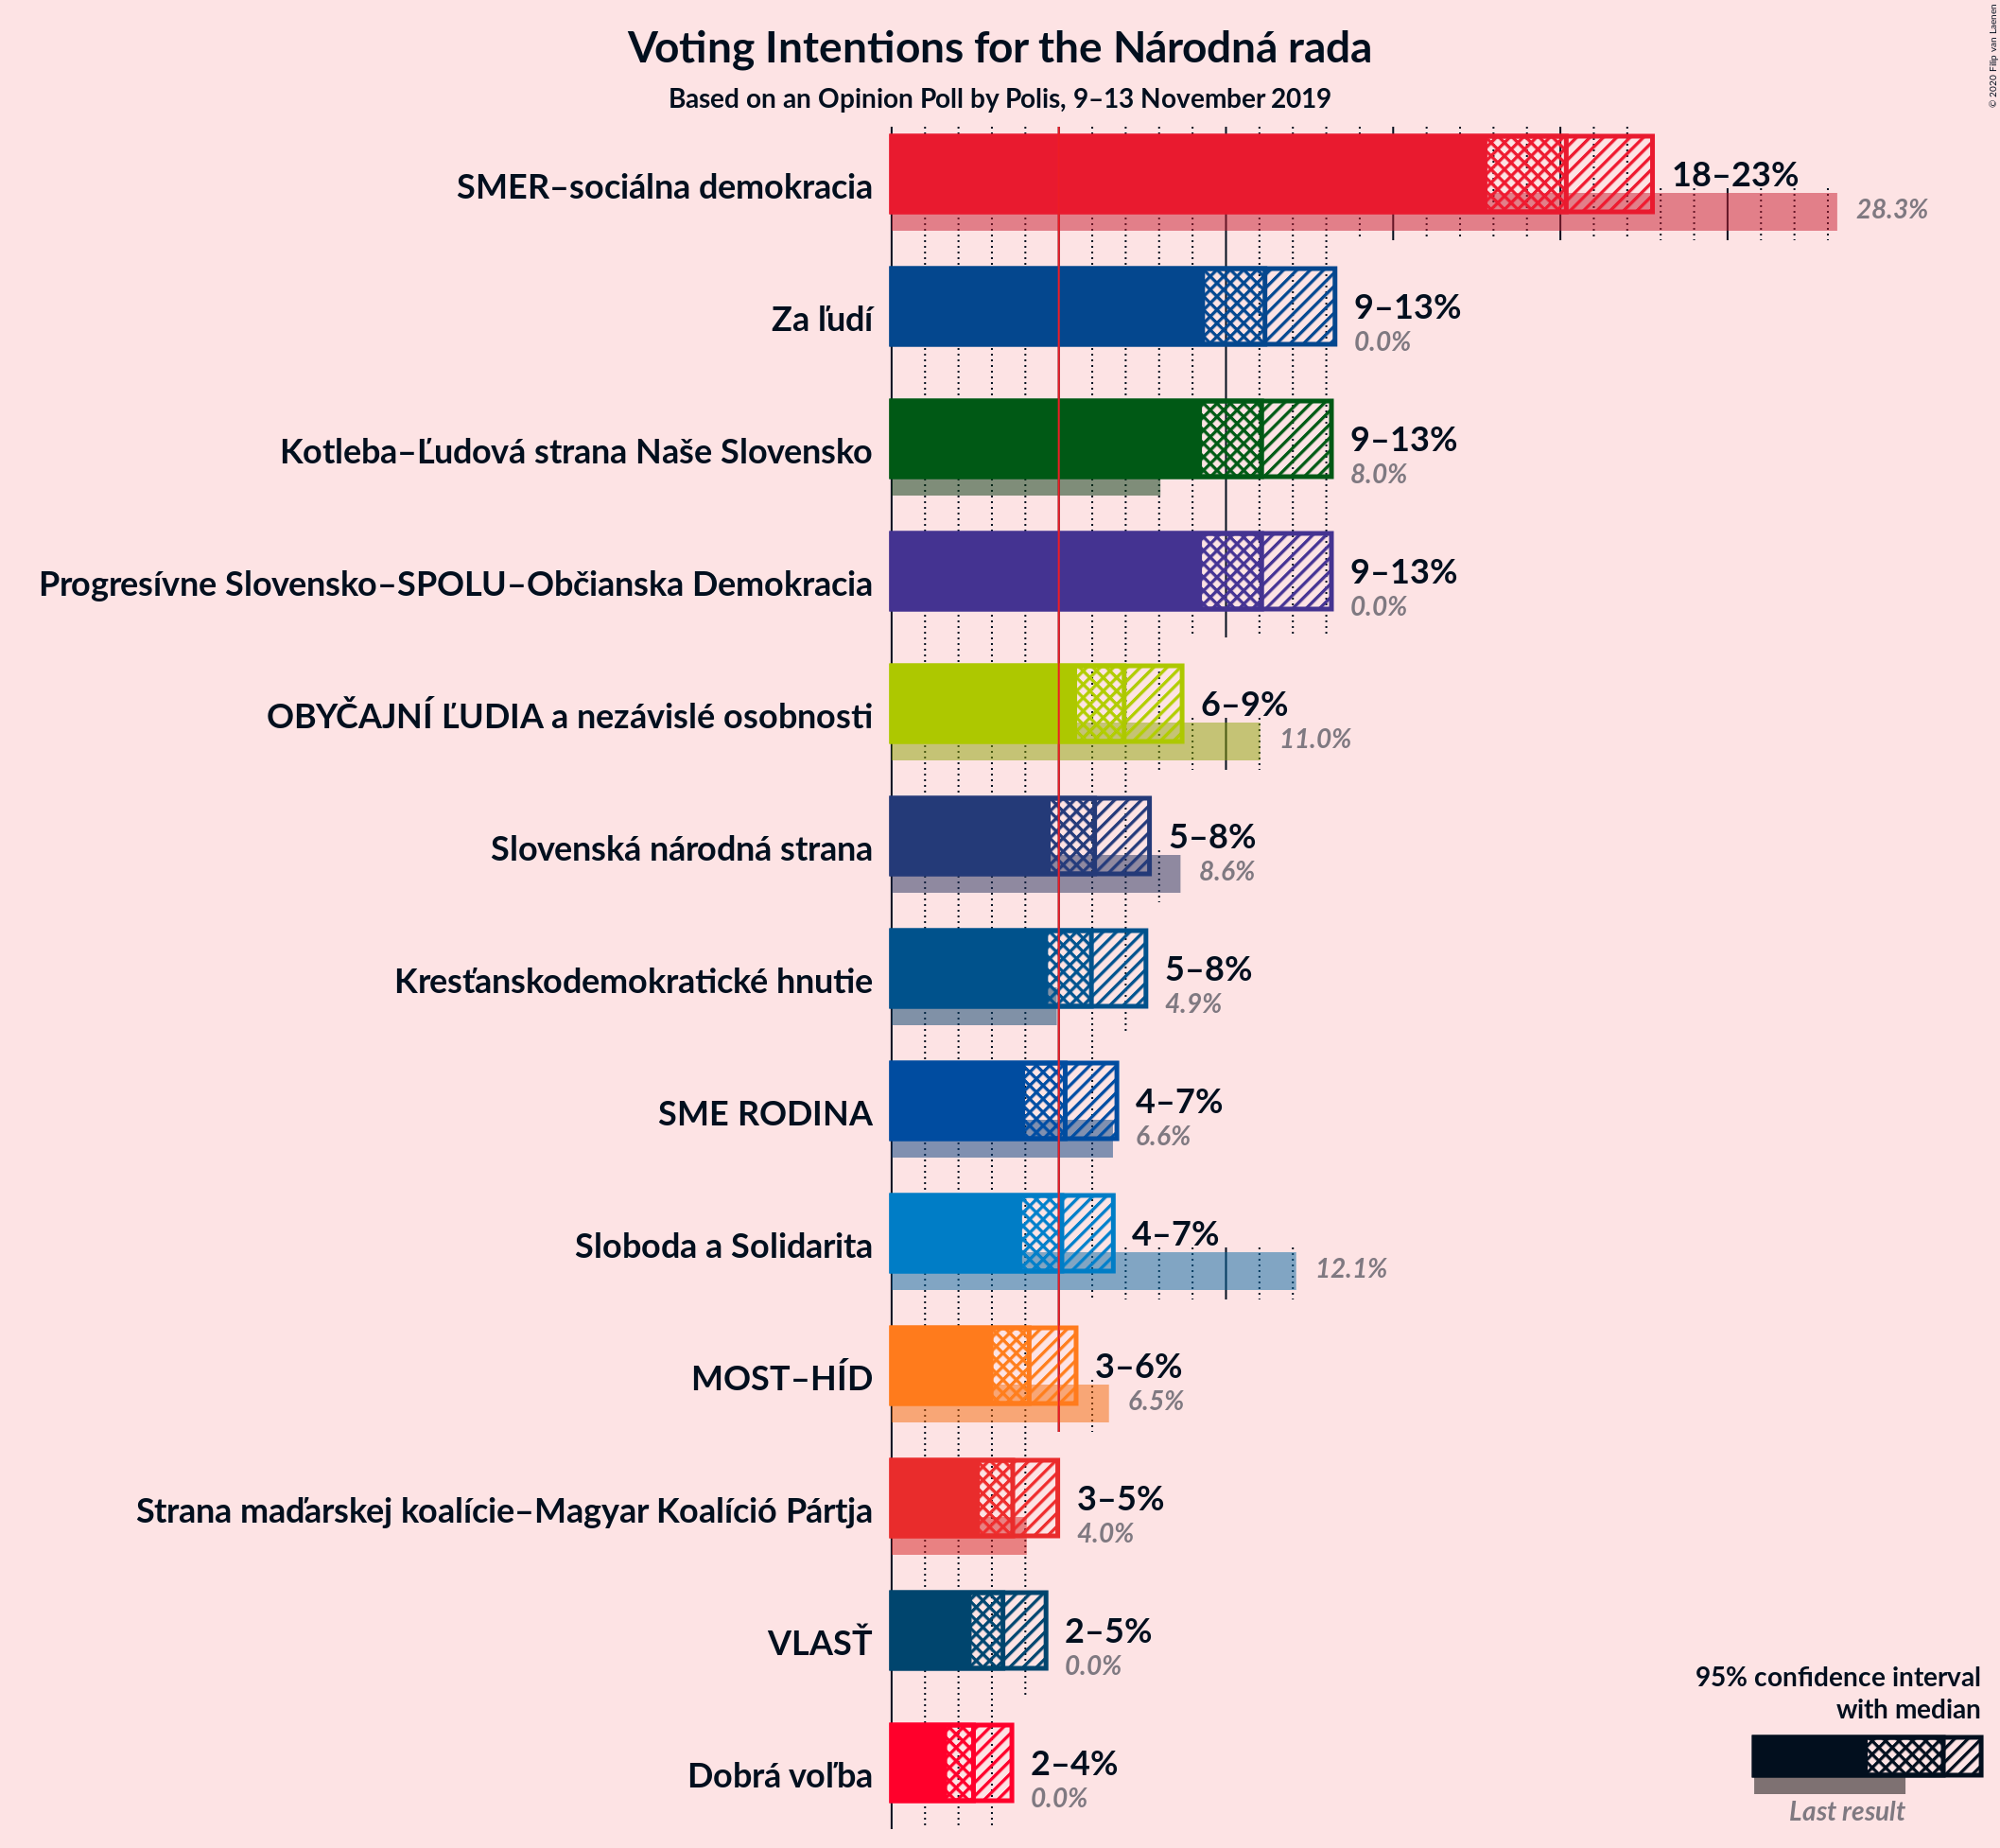 © 2020 Filip van Laenen
Voting Intentions for the Národná rada
Based on an Opinion Poll by Polis, 9–13 November 2019
SMER–sociálna demokracia
18–23%
28.3%
Za ľudí
9–13%
0.0%
Kotleba–Ľudová strana Naše Slovensko
9–13%
8.0%
Progresívne Slovensko–SPOLU–Občianska Demokracia
9–13%
0.0%
OBYČAJNÍ ĽUDIA a nezávislé osobnosti
6–9%
11.0%
Slovenská národná strana
5–8%
8.6%
Kresťanskodemokratické hnutie
5–8%
4.9%
SME RODINA
4–7%
6.6%
Sloboda a Solidarita
4–7%
12.1%
MOST–HÍD
3–6%
6.5%
Strana maďarskej koalície–Magyar Koalíció Pártja
3–5%
4.0%
VLASŤ
2–5%
0.0%
Dobrá voľba
2–4%
0.0%
95% confidence interval
with median
Last result